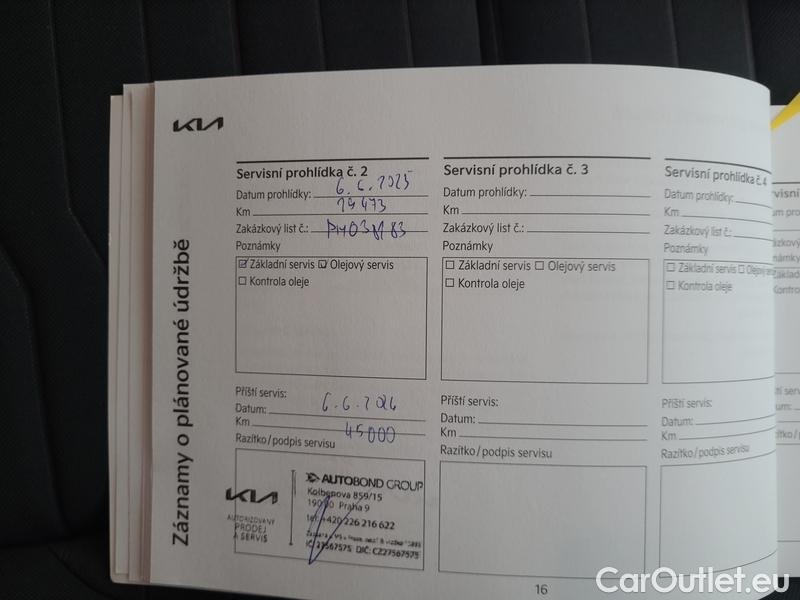 KIA
Záznamy o plánované údržbě
Servisní prohlídka č. 2
Datum prohlídky: 6.6.2025
Km 29473
Zakázkový list č.:
Poznámky
Základní servis Olejový servis
Kontrola oleje
Příští servis:
Datum: 6.6.2026
Km 45000
Razítko/podpis servisu
KIA
AUTORIZOVANÝ
PRODEJ
A SERVIS
AUTOBOND GROUP
Kolbenova 859/15
190 00 Praha 9
tel: +420 226 216 622
IČ: 27567575 DIČ: CZ27567575
Servisní prohlídka č. 3
Datum prohlídky:
Km
Zakázkový list č.:
Poznámky
Základní servis Olejový servis
Kontrola oleje
Příští servis:
Datum:
Km
Razítko/podpis servisu
Servisní prohlídka č. 4
Datum prohlídky:
Km
Zakázkový list č.:
Poznámky
Základní servis
Kontrola oleje
Příští servis:
Datum:
Km
Razítko/podpis servisu
16
CarOutlet.eu